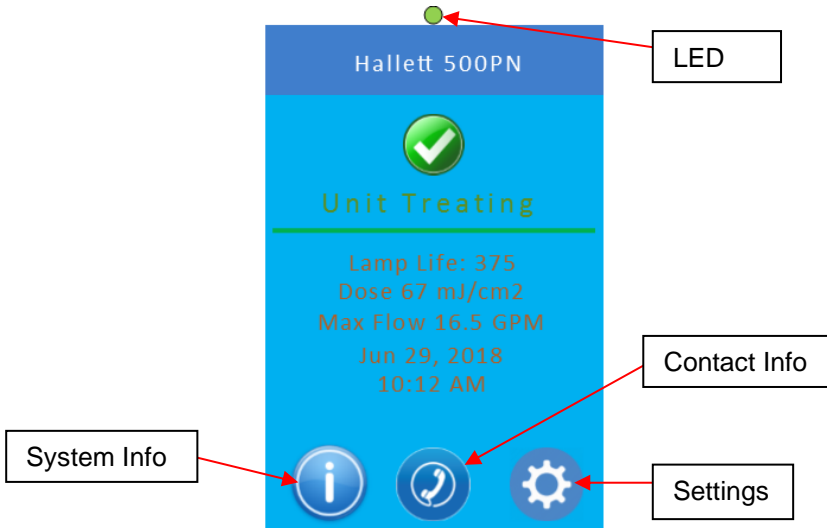 LED
Hallett 500PN
Unit Treating
Lamp Life: 375
Dose 67 mJ/cm2
Max Flow 16.5 GPM
Jun 29, 2018
10:12 AM
Contact Info
System Info
i
Settings